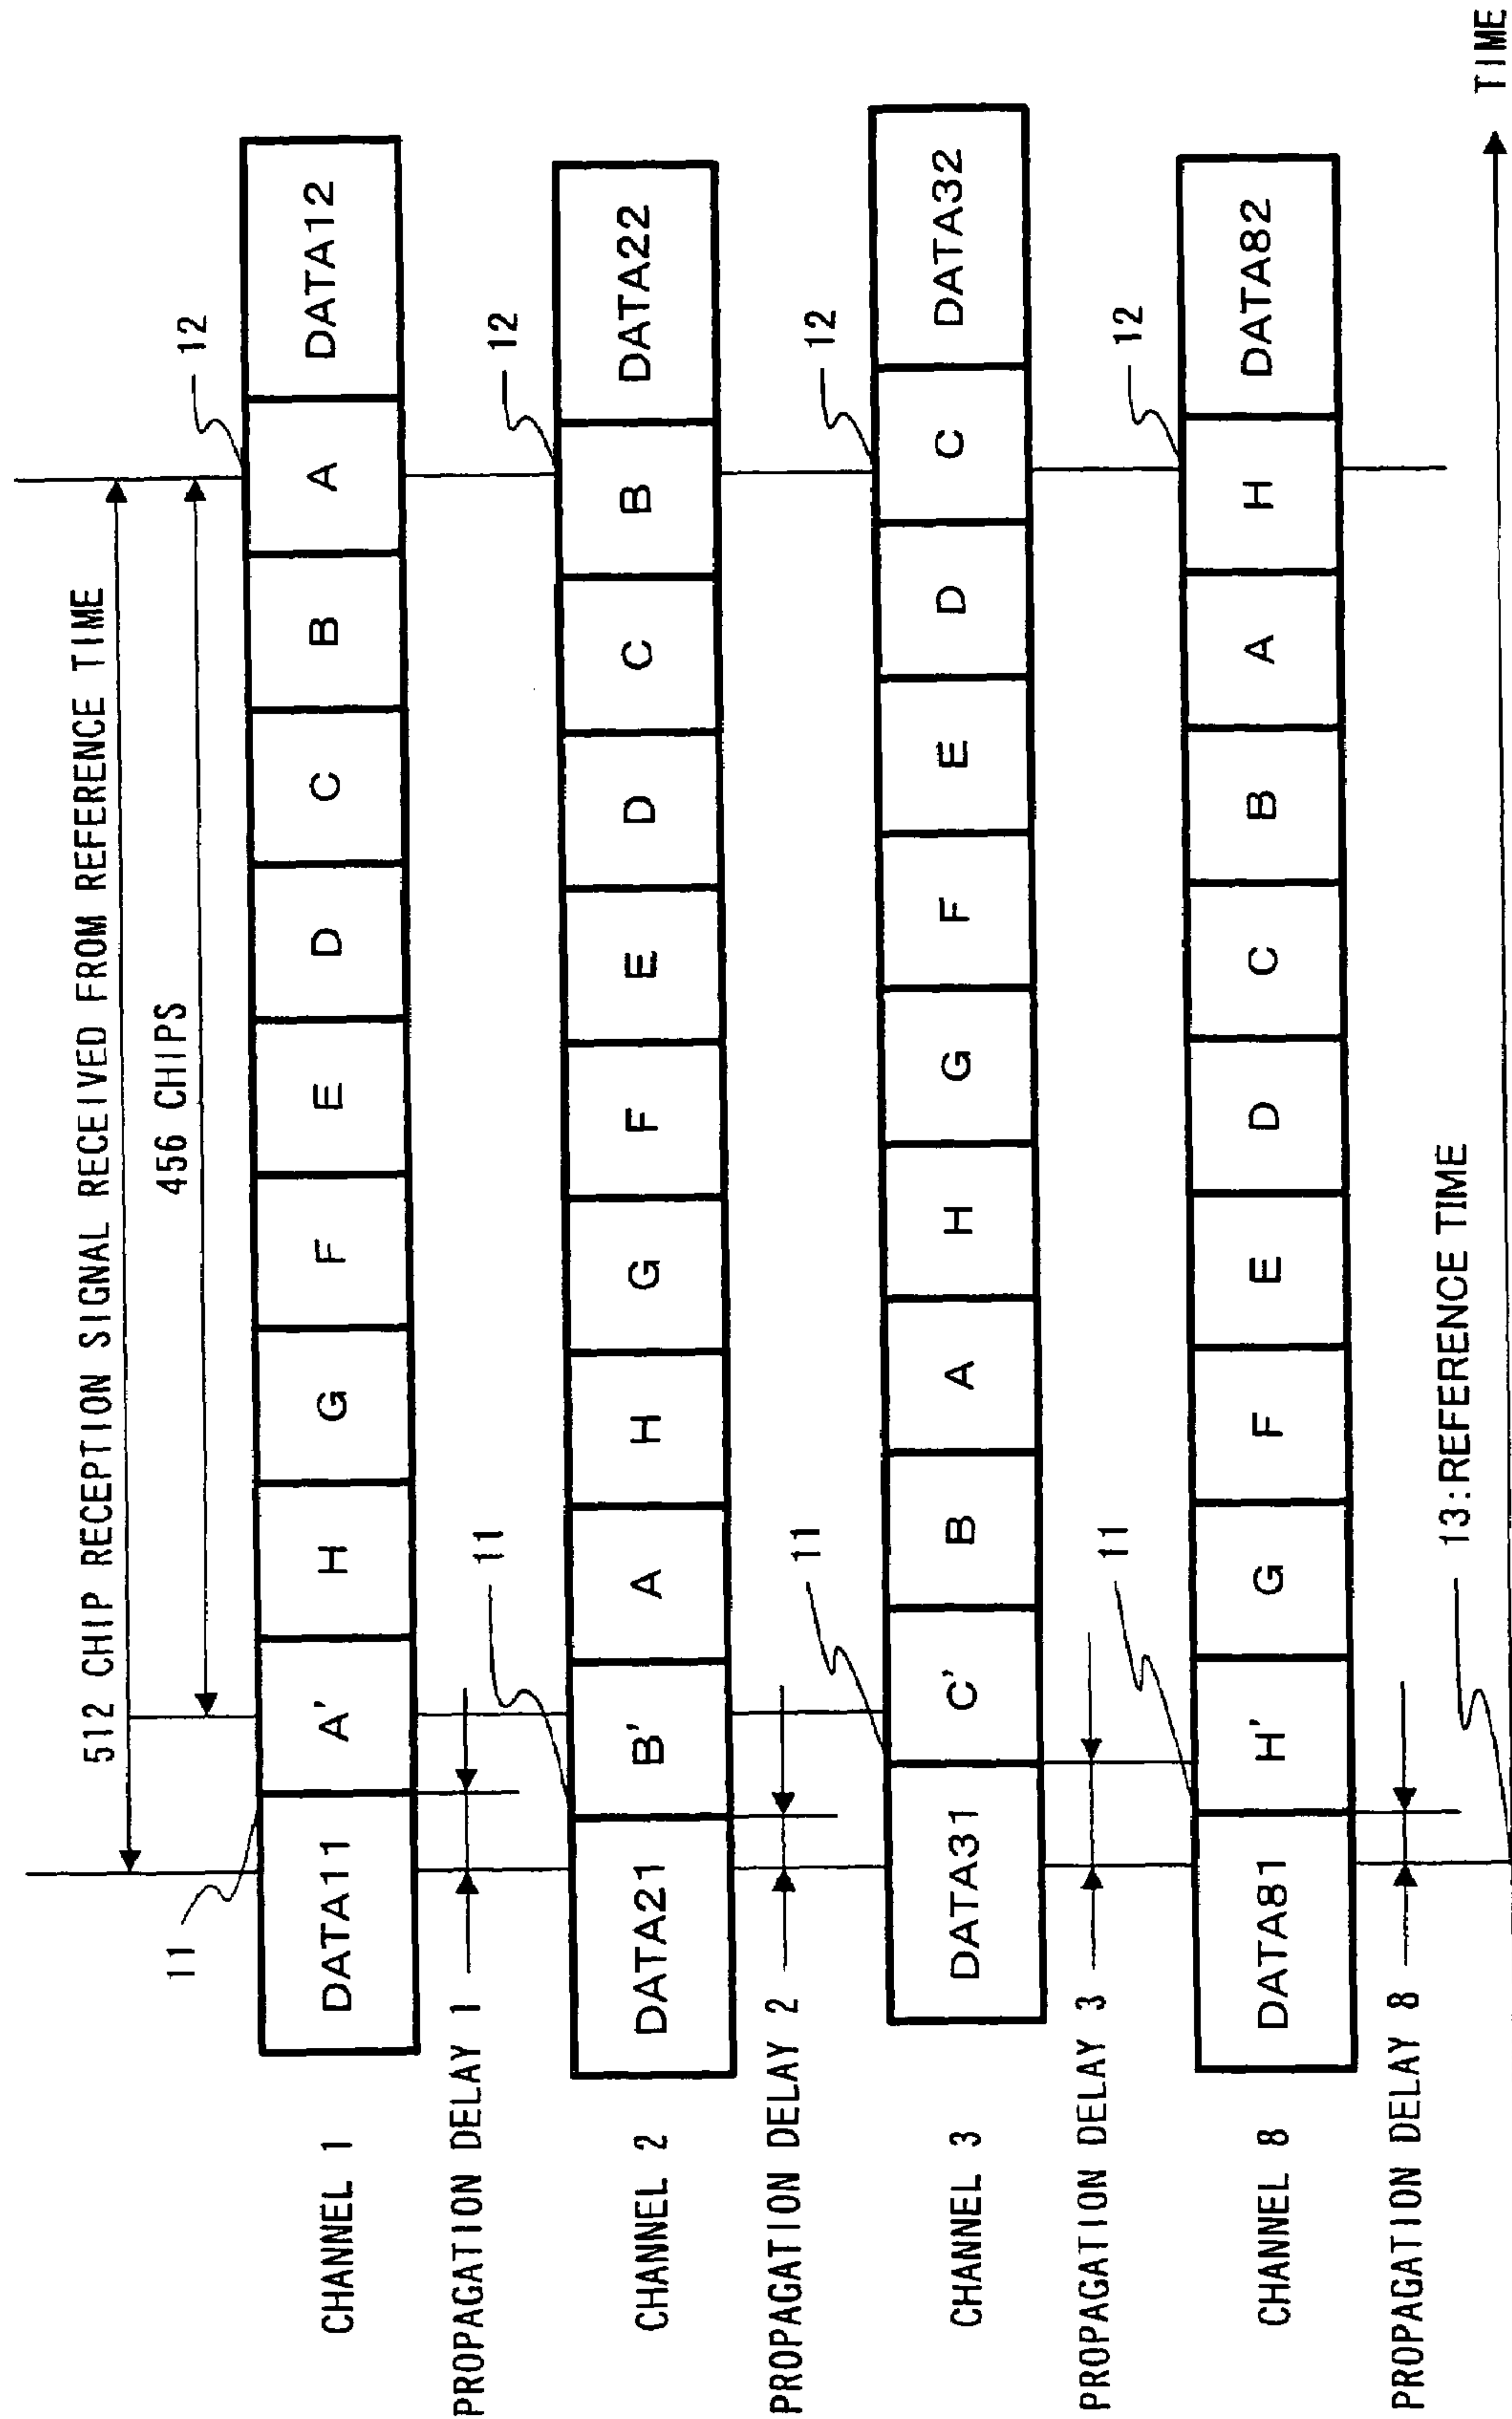 512 CHIP RECEPTION SIGNAL RECEIVED FROM REFERENCE TIME
456 CHIPS
11
12
CHANNEL 1
DATA11 A' H G F E D C B A DATA12
PROPAGATION DELAY 1
11
12
CHANNEL 2
DATA21 B' A H G F E D C B DATA22
PROPAGATION DELAY 2
11
12
CHANNEL 3
DATA31 C' B A H G F E D C DATA32
PROPAGATION DELAY 3
11
12
CHANNEL 8
DATA81 H' G F E D C B A H DATA82
PROPAGATION DELAY 8
13::REFERENCE TIME
TIME